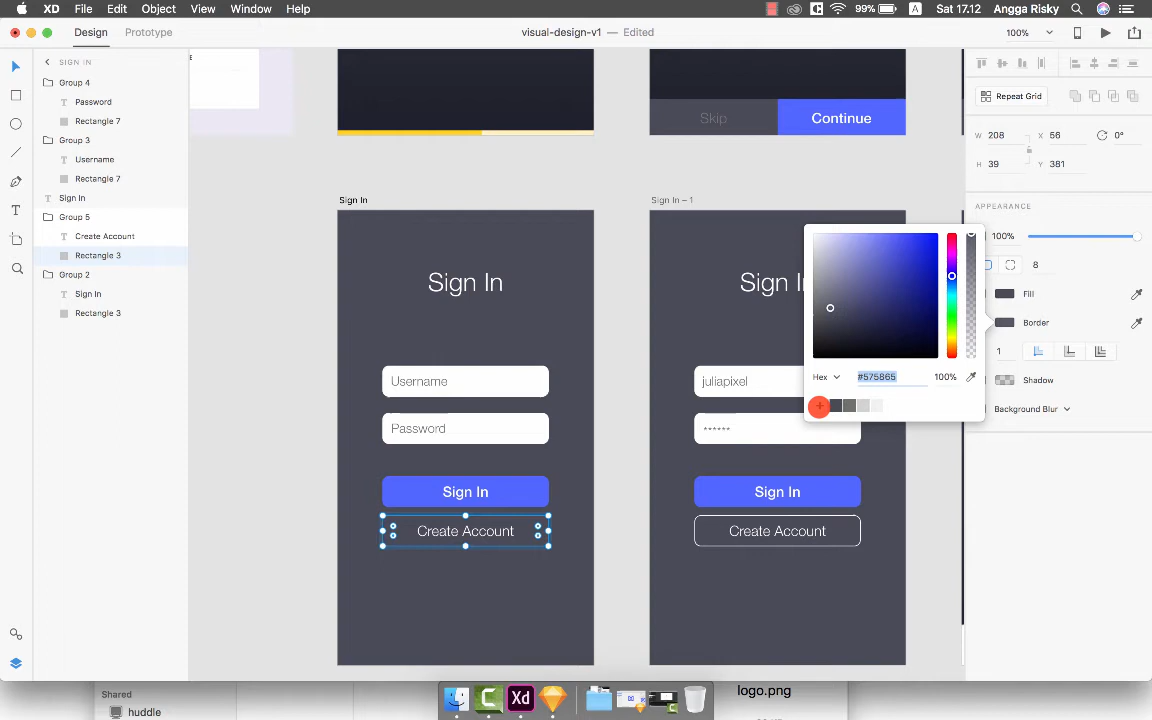 XD File Edit Object View Window Help
99% A Sat 17.12 Angga Risky
Design Prototype
visual-design-v1 — Edited
100%
SIGN IN
Group 4
Password
Rectangle 7
Group 3
Username
Rectangle 7
Sign In
Group 5
Create Account
Rectangle 3
Group 2
Sign In
Rectangle 3
Skip
Continue
Sign In
Sign In
Username
Password
Sign In
Create Account
Sign In – 1
Sign In
juliapixel
******
Sign In
Create Account
Hex #575865 100%
Repeat Grid
W 208 X 56 0°
H 39 Y 381
APPEARANCE
100%
8
Fill
Border
1
Shadow
Background Blur
Shared
huddle
Xd
logo.png